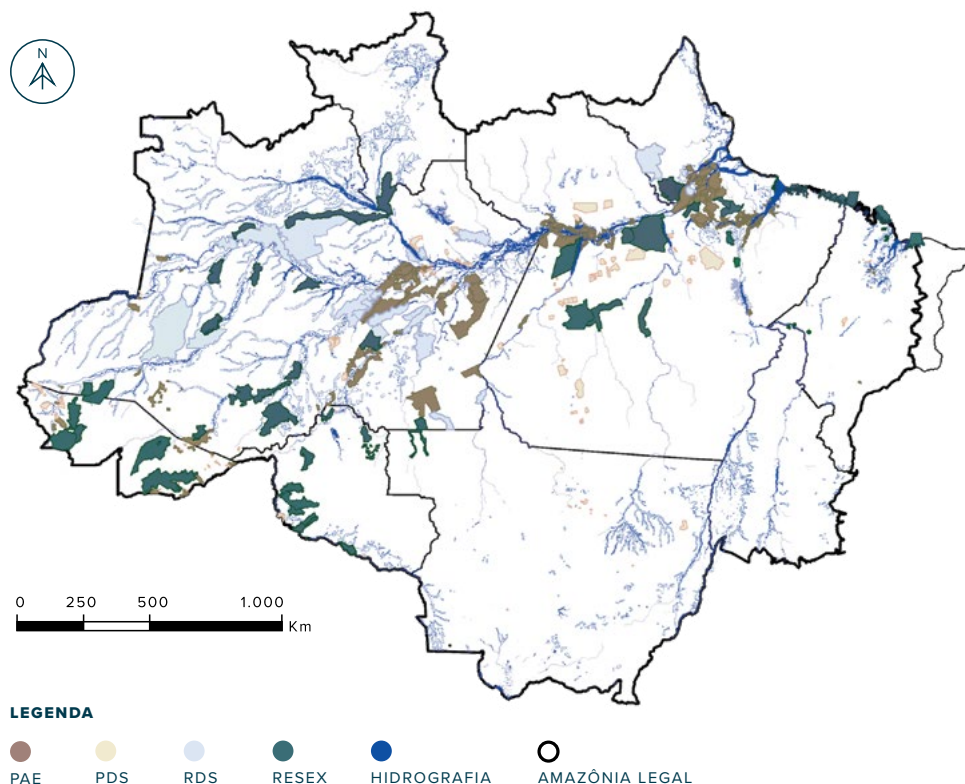 N
0 250 500 1.000
Km
LEGENDA
PAE PDS RDS RESEX HIDROGRAFIA AMAZÔNIA LEGAL